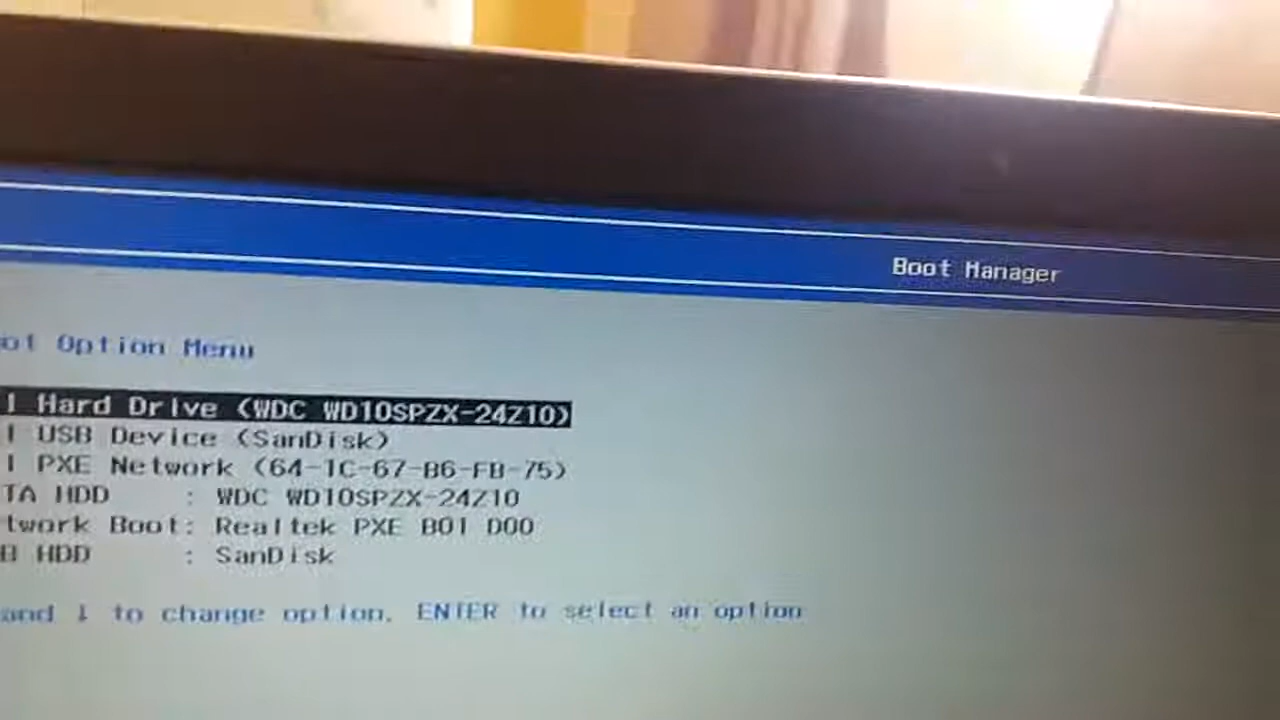 Boot Manager
ot Option Menu
I Hard Drive (WDC WD10SPZX-24Z10)
I USB Device (SanDisk)
I PXE Network (64-1C-67-B6-FB-75)
TA HDD : WDC WD10SPZX-24Z10
twork Boot: Realtek PXE B01 D00
B HDD : SanDisk
and ↓ to change option, ENTER to select an option